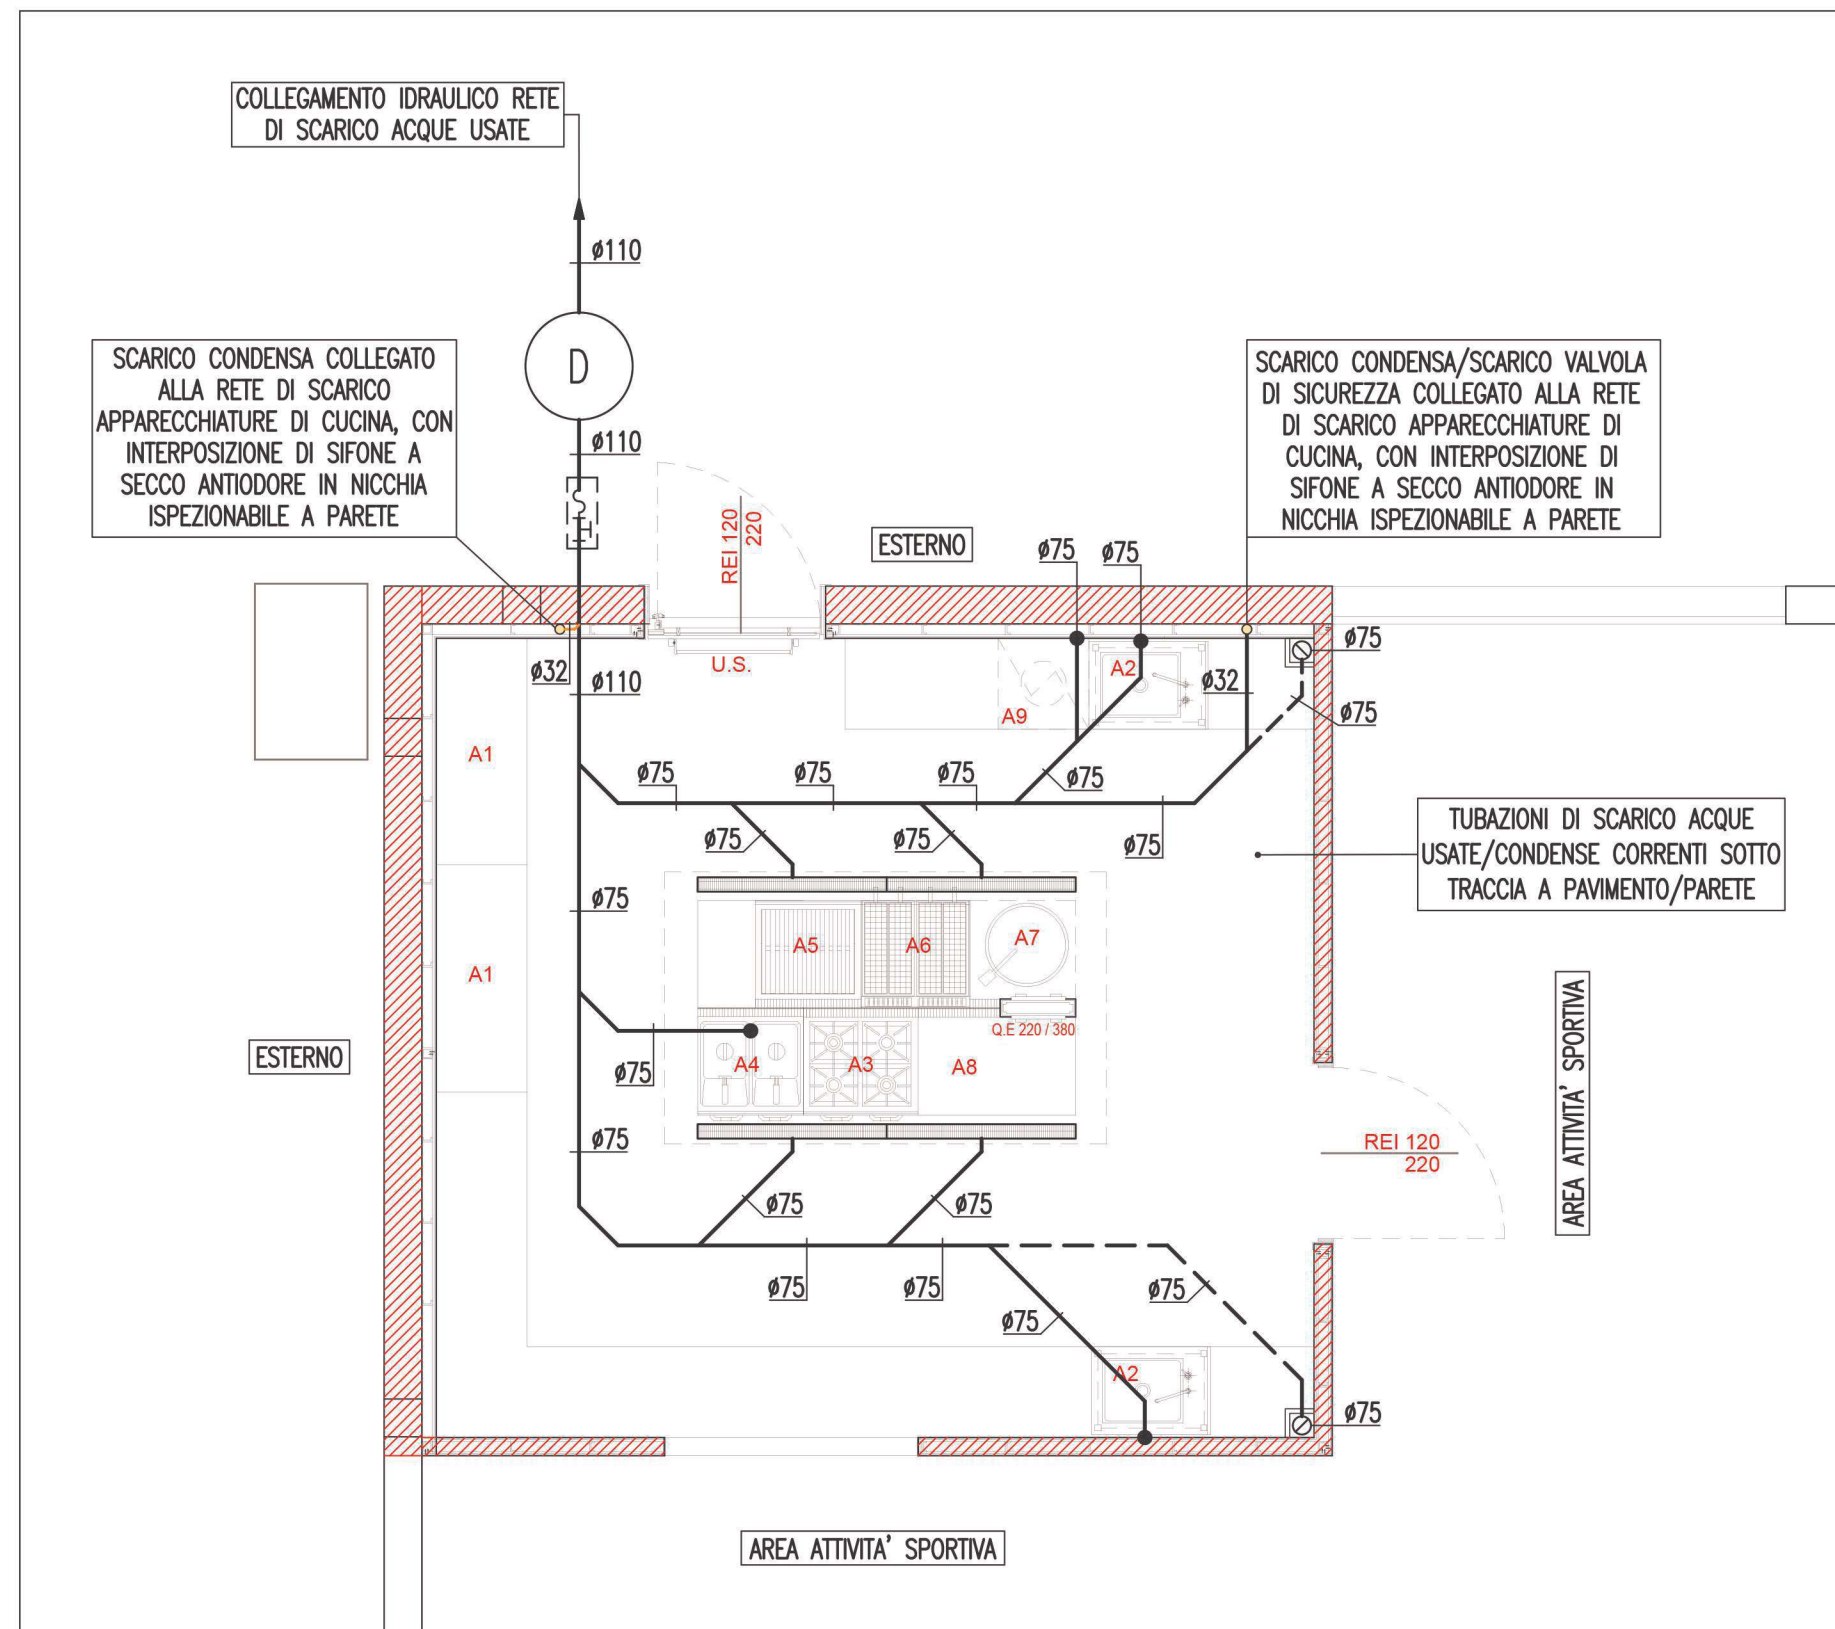 COLLEGAMENTO IDRAULICO RETE
DI SCARICO ACQUE USATE
ø110
D
ø110
SCARICO CONDENSA COLLEGATO
ALLA RETE DI SCARICO
APPARECCHIATURE DI CUCINA, CON
INTERPOSIZIONE DI SIFONE A
SECCO ANTIODORE IN NICCHIA
ISPEZIONABILE A PARETE
SCARICO CONDENSA/SCARICO VALVOLA
DI SICUREZZA COLLEGATO ALLA RETE
DI SCARICO APPARECCHIATURE DI
CUCINA, CON INTERPOSIZIONE DI
SIFONE A SECCO ANTIODORE IN
NICCHIA ISPEZIONABILE A PARETE
REI 120
220
ESTERNO
ø75
ø75
ø75
ø32
ø110
U.S.
A2
ø32
A9
ø75
A1
ø75
ø75
ø75
ø75
ø75
ø75
ø75
TUBAZIONI DI SCARICO ACQUE
USATE/CONDENSE CORRENTI SOTTO
TRACCIA A PAVIMENTO/PARETE
ø75
A5
A6
A7
A1
Q.E 220 / 380
ESTERNO
ø75
A4
A3
A8
AREA ATTIVITA' SPORTIVA
ø75
REI 120
220
ø75
ø75
ø75
ø75
ø75
ø75
A2
ø75
AREA ATTIVITA' SPORTIVA